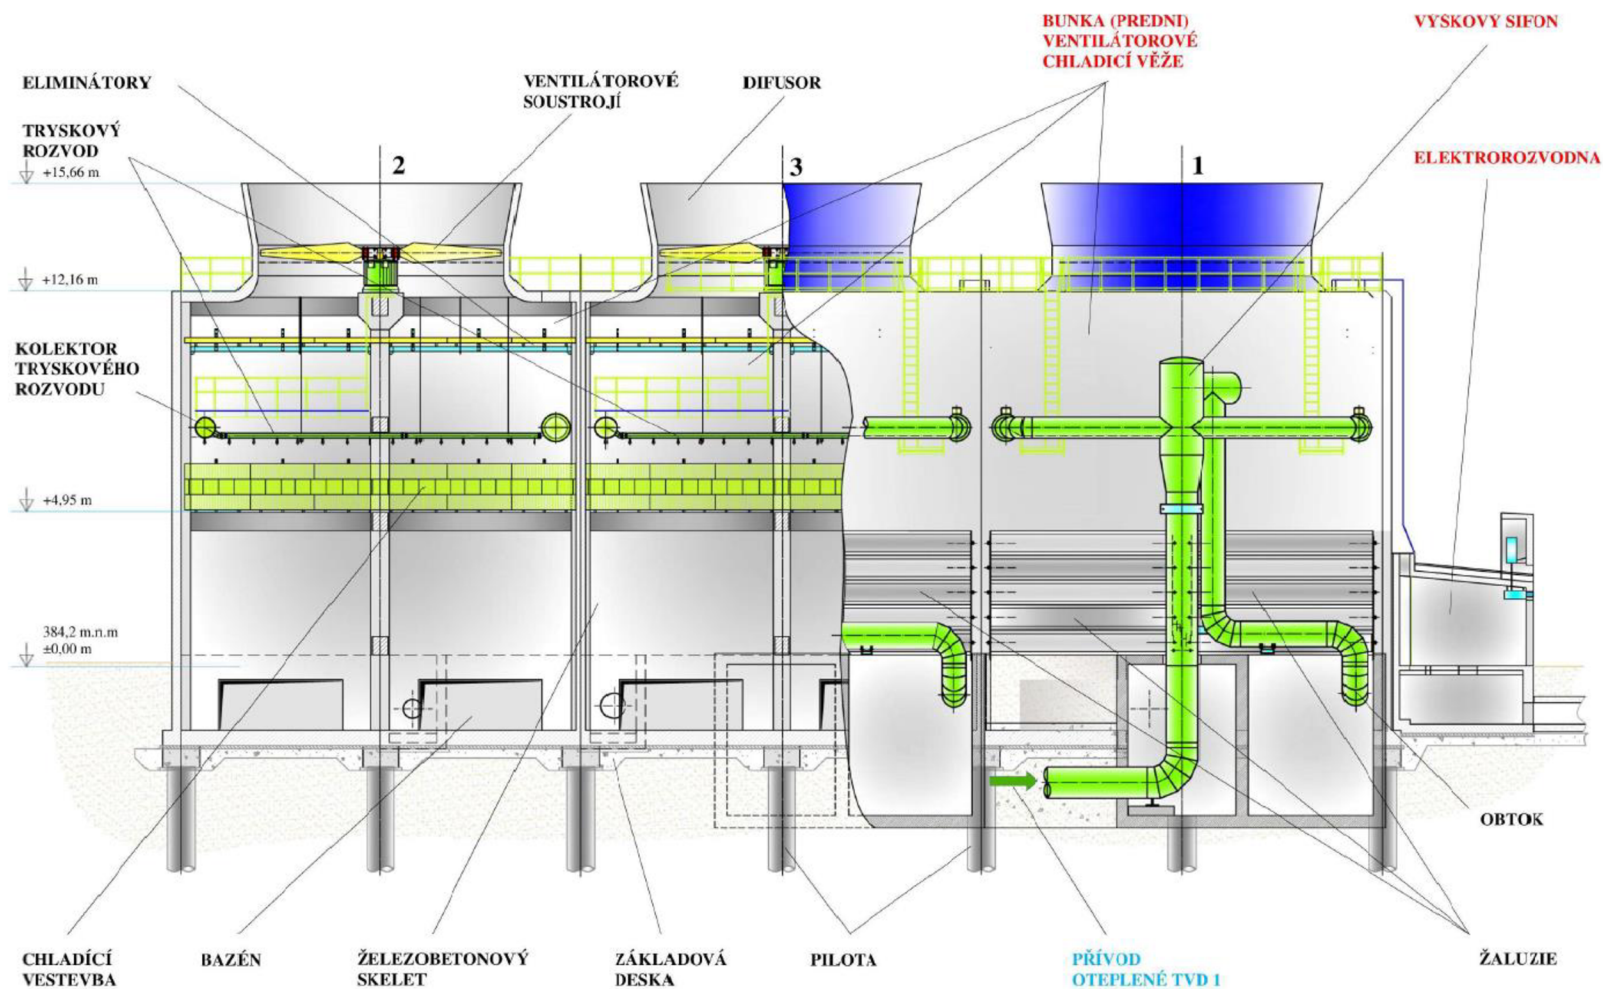 BUNKA (PREDNI)
VENTILÁTOROVÉ
CHLADICÍ VĚŽE
VÝŠKOVÝ SIFON
ELIMINÁTORY
VENTILÁTOROVÉ
SOUSTROJÍ
DIFUSOR
TRYSKOVÝ
ROZVOD
+15,66 m
2
3
1
ELEKTROROZVODNA
+12,16 m
KOLEKTOR
TRYSKOVÉHO
ROZVODU
+4,95 m
384,2 m.n.m
±0,00 m
OBTOK
CHLADÍCÍ
VESTEVBA
BAZÉN
ŽELEZOBETONOVÝ
SKELET
ZÁKLADOVÁ
DESKA
PILOTA
PŘÍVOD
OTEPLENÉ TVD 1
ŽALUZIE